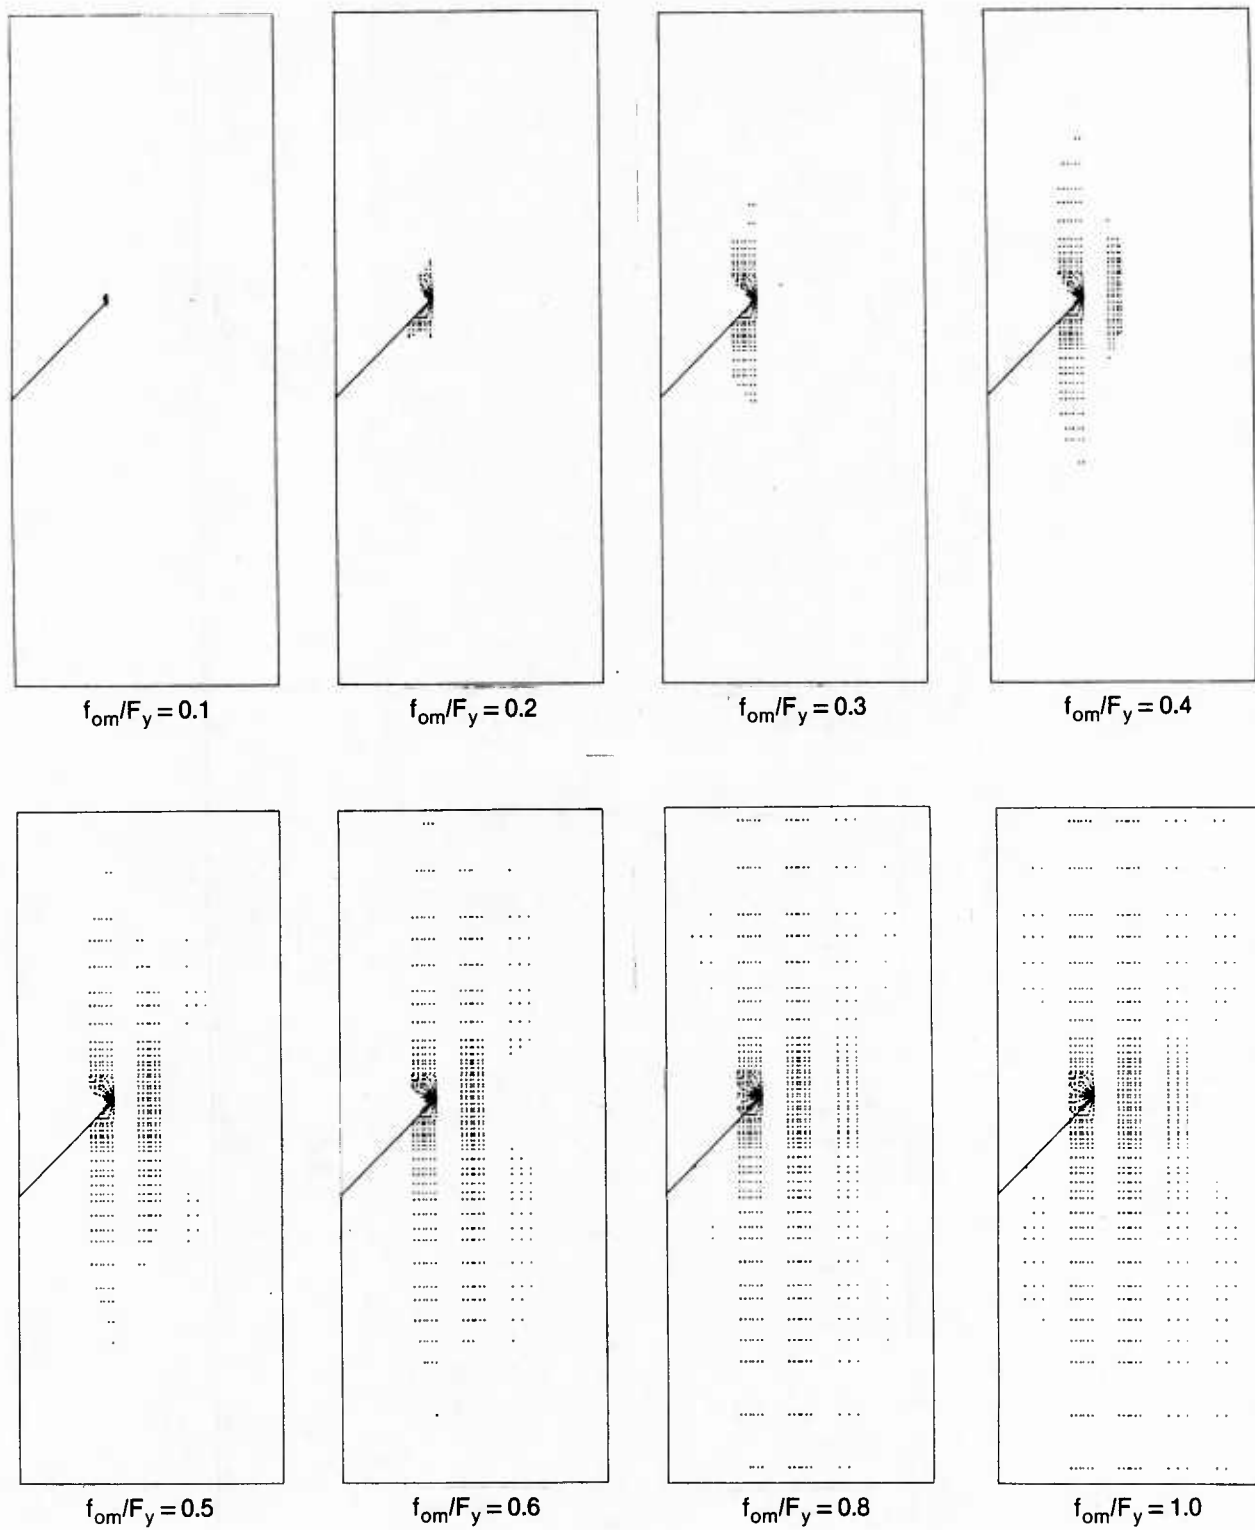 f_om/F_y = 0.1
f_om/F_y = 0.2
f_om/F_y = 0.3
f_om/F_y = 0.4
f_om/F_y = 0.5
f_om/F_y = 0.6
f_om/F_y = 0.8
f_om/F_y = 1.0